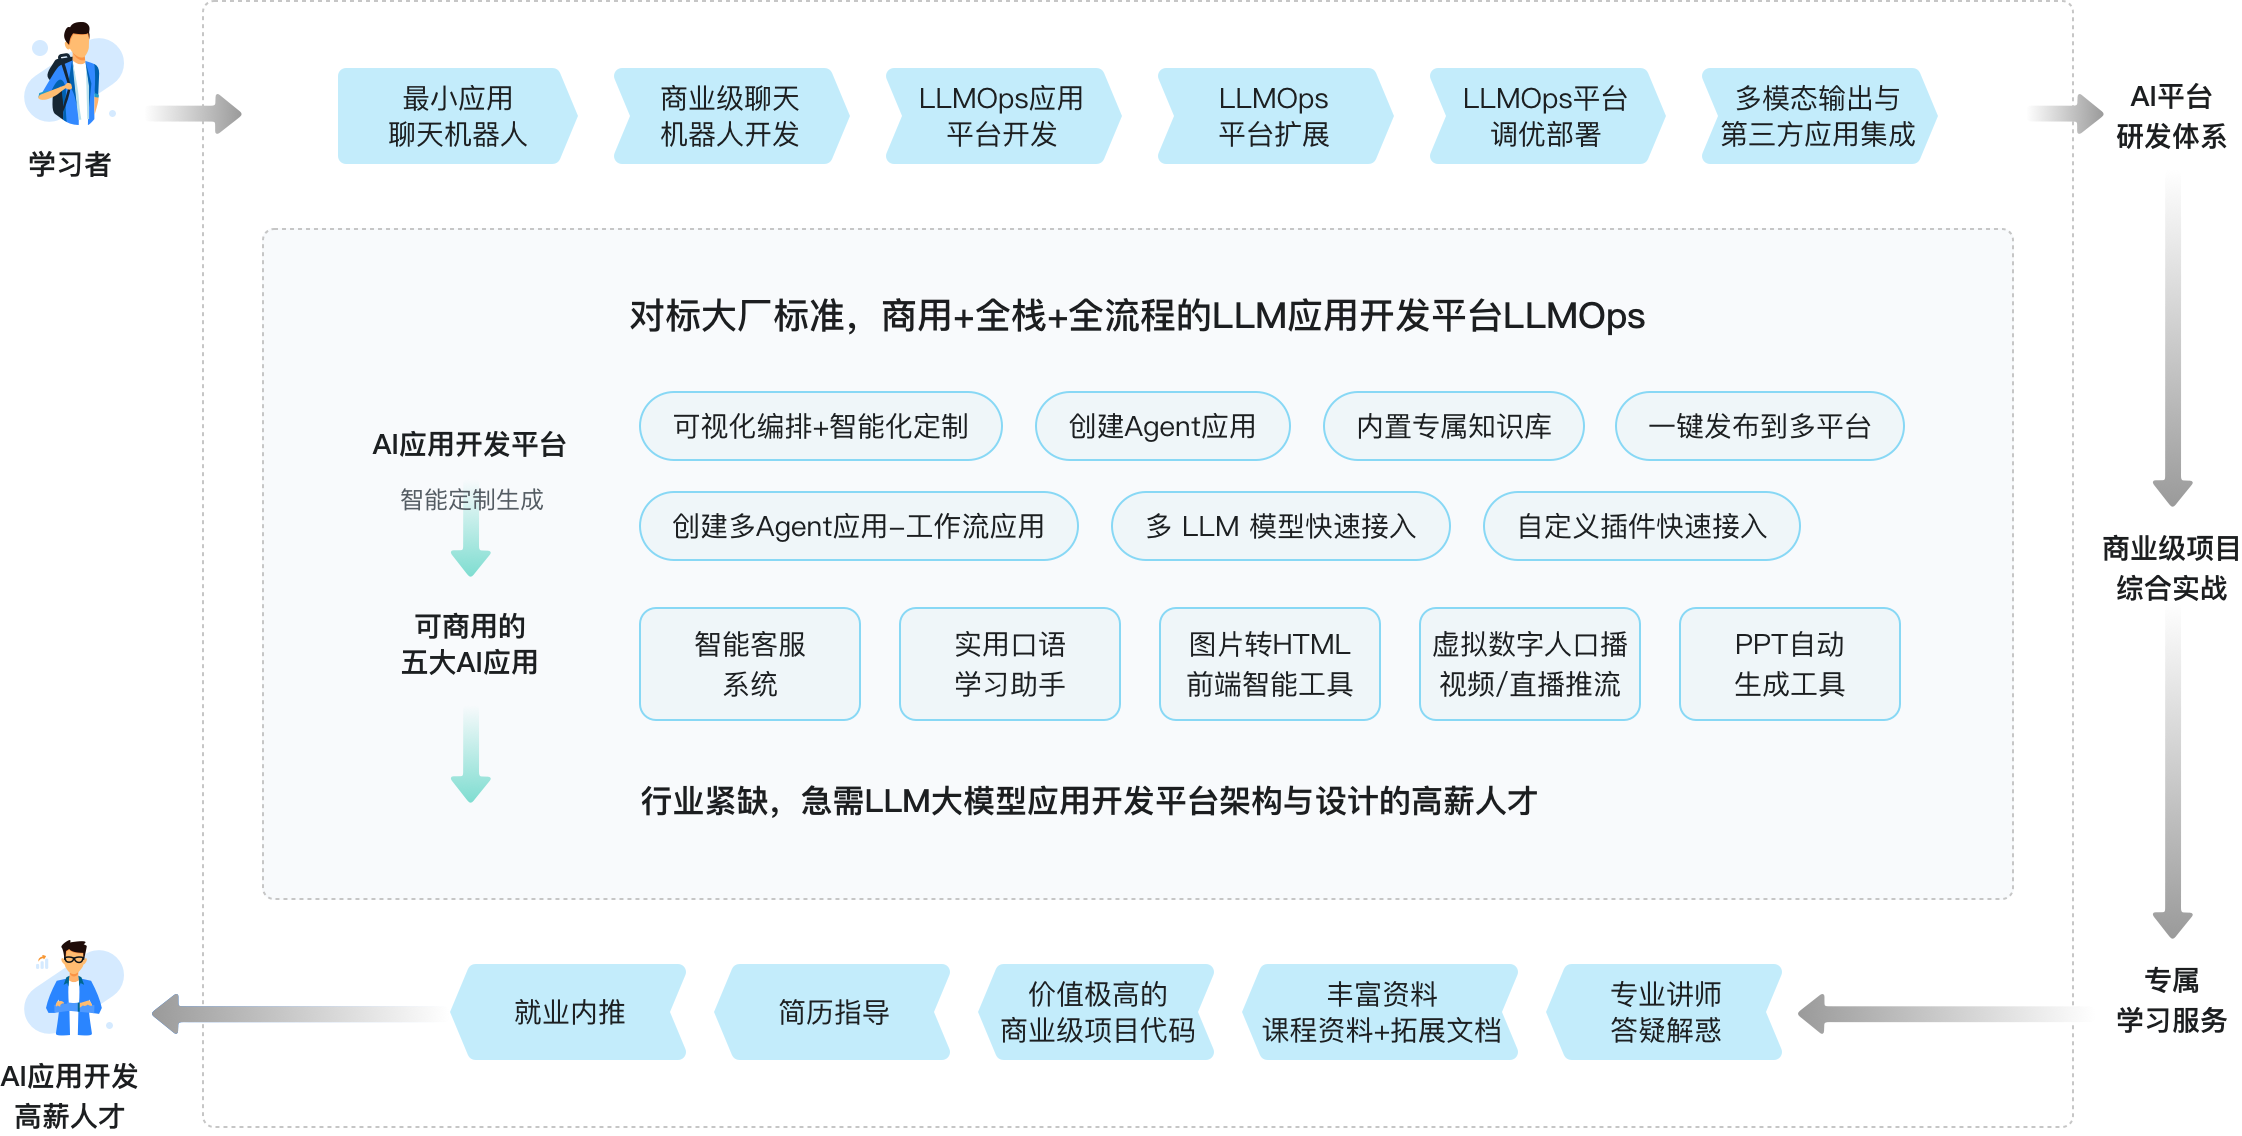 学习者
最小应用
聊天机器人
商业级聊天
机器人开发
LLMOps应用
平台开发
LLMOps
平台扩展
LLMOps平台
调优部署
多模态输出与
第三方应用集成
AI平台
研发体系
对标大厂标准，商用+全栈+全流程的LLM应用开发平台LLMOps
AI应用开发平台
智能定制生成
可视化编排+智能化定制
创建Agent应用
内置专属知识库
一键发布到多平台
创建多Agent应用-工作流应用
多 LLM 模型快速接入
自定义插件快速接入
商业级项目
综合实战
可商用的
五大AI应用
智能客服
系统
实用口语
学习助手
图片转HTML
前端智能工具
虚拟数字人口播
视频/直播推流
PPT自动
生成工具
行业紧缺，急需LLM大模型应用开发平台架构与设计的高薪人才
专属
学习服务
专业讲师
答疑解惑
丰富资料
课程资料+拓展文档
价值极高的
商业级项目代码
简历指导
就业内推
AI应用开发
高薪人才